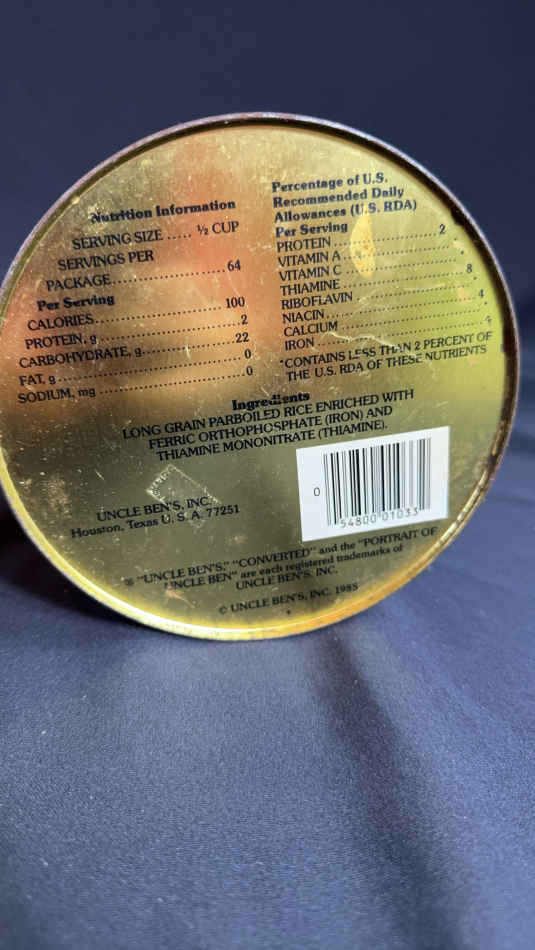 Nutrition Information
SERVING SIZE ..... ½ CUP
SERVINGS PER
PACKAGE ..... 64
Per Serving
CALORIES ..... 100
PROTEIN, g ..... 2
CARBOHYDRATE, g ..... 22
FAT, g ..... 0
SODIUM, mg ..... 0
Percentage of U.S.
Recommended Daily
Allowances (U.S. RDA)
Per Serving
PROTEIN ..... 2
VITAMIN A ..... *
VITAMIN C ..... *
THIAMINE ..... 8
RIBOFLAVIN ..... *
NIACIN ..... 4
CALCIUM ..... *
IRON ..... 4
*CONTAINS LESS THAN 2 PERCENT OF
THE U.S. RDA OF THESE NUTRIENTS
Ingredients
LONG GRAIN PARBOILED RICE ENRICHED WITH
FERRIC ORTHOPHOSPHATE (IRON) AND
THIAMINE MONONITRATE (THIAMINE).
UNCLE BEN'S, INC.
Houston, Texas U. S. A. 77251
0 54800 01033
® "UNCLE BEN'S," "CONVERTED" and the "PORTRAIT OF
UNCLE BEN" are each registered trademarks of
UNCLE BEN'S, INC.
© UNCLE BEN'S, INC. 1985